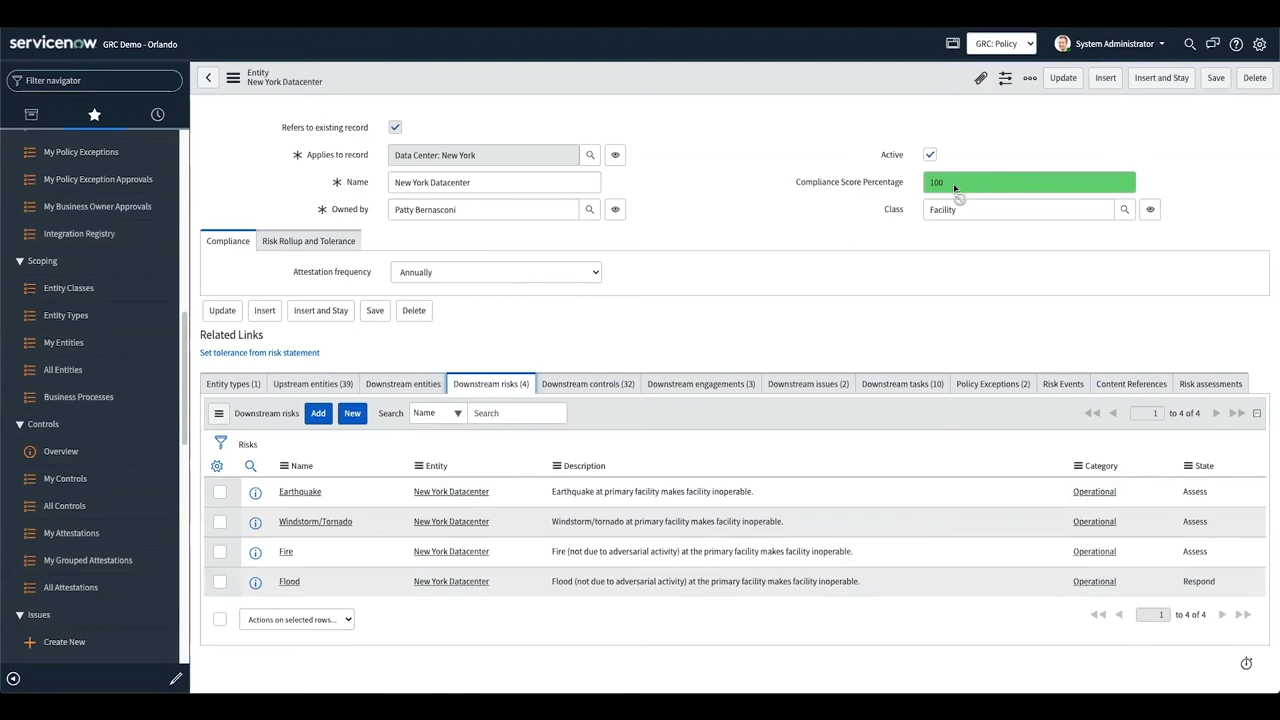 servicenow GRC Demo - Orlando
GRC: Policy
System Administrator
Filter navigator
My Policy Exceptions
My Policy Exception Approvals
My Business Owner Approvals
Integration Registry
Scoping
Entity Classes
Entity Types
My Entities
All Entities
Business Processes
Controls
Overview
My Controls
All Controls
My Attestations
My Grouped Attestations
All Attestations
Issues
Create New
Entity
New York Datacenter
Update Insert Insert and Stay Save Delete
Refers to existing record
Applies to record Data Center: New York
Active
Name New York Datacenter
Compliance Score Percentage 100
Owned by Patty Bernasconi
Class Facility
Compliance Risk Rollup and Tolerance
Attestation frequency Annually
Update Insert Insert and Stay Save Delete
Related Links
Set tolerance from risk statement
Entity types (1) Upstream entities (39) Downstream entities Downstream risks (4) Downstream controls (32) Downstream engagements (3) Downstream issues (2) Downstream tasks (10) Policy Exceptions (2) Risk Events Content References Risk assessments
Downstream risks Add New Search Name Search 1 to 4 of 4
Risks
Name Entity Description Category State
Earthquake New York Datacenter Earthquake at primary facility makes facility inoperable. Operational Assess
Windstorm/Tornado New York Datacenter Windstorm/tornado at primary facility makes facility inoperable. Operational Assess
Fire New York Datacenter Fire (not due to adversarial activity) at the primary facility makes facility inoperable. Operational Assess
Flood New York Datacenter Flood (not due to adversarial activity) at the primary facility makes facility inoperable. Operational Respond
Actions on selected rows... 1 to 4 of 4